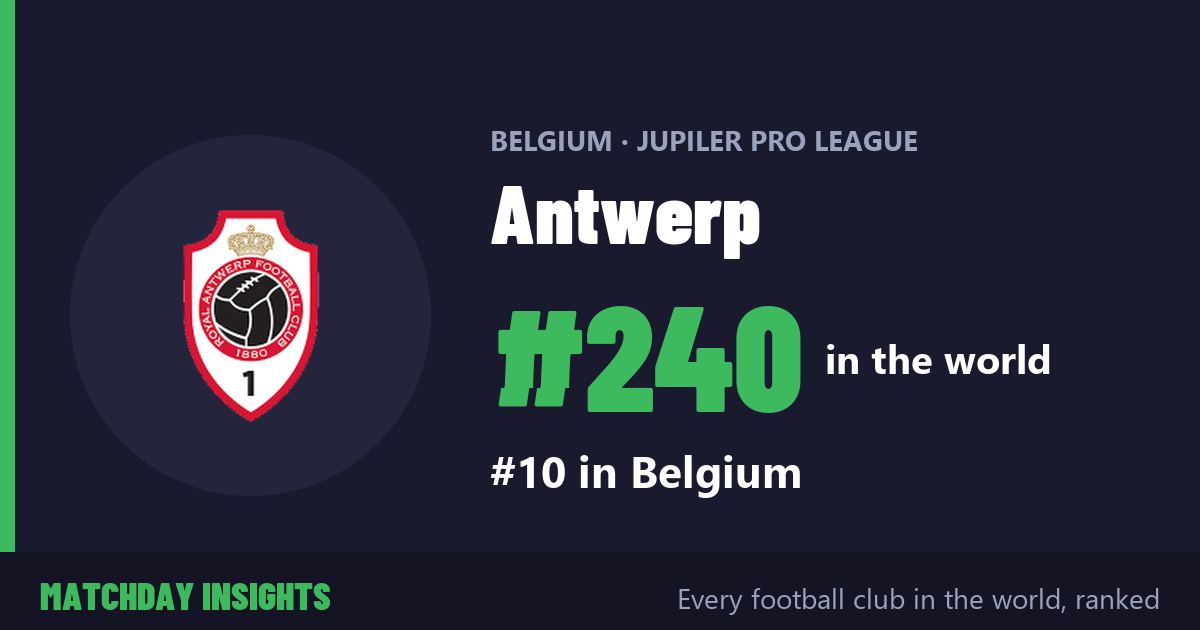 BELGIUM · JUPILER PRO LEAGUE
Antwerp
#240 in the world
#10 in Belgium
ROYAL ANTWERP FOOTBALL CLUB
1880
1
MATCHDAY INSIGHTS
Every football club in the world, ranked